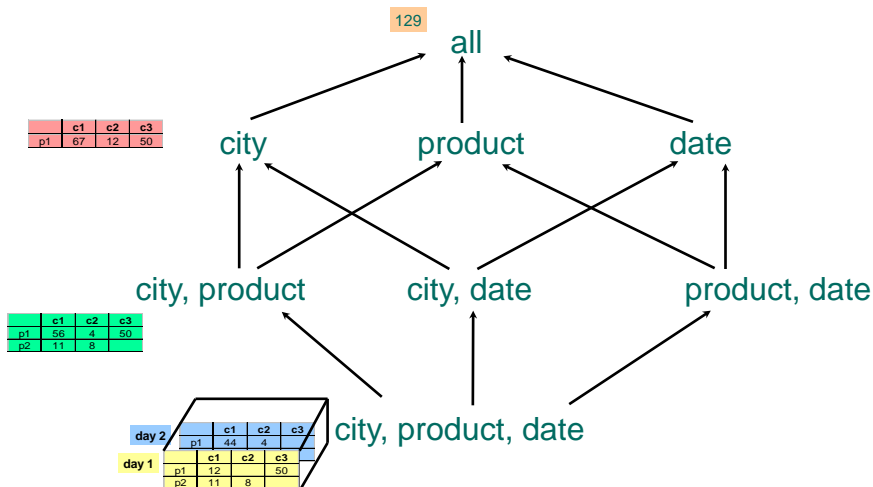 129
all
c1 c2 c3
p1 67 12 50
city product date
city, product city, date product, date
c1 c2 c3
p1 56 4 50
p2 11 8
city, product, date
day 2
c1 c2 c3
p1 44 4
day 1
c1 c2 c3
p1 12 50
p2 11 8